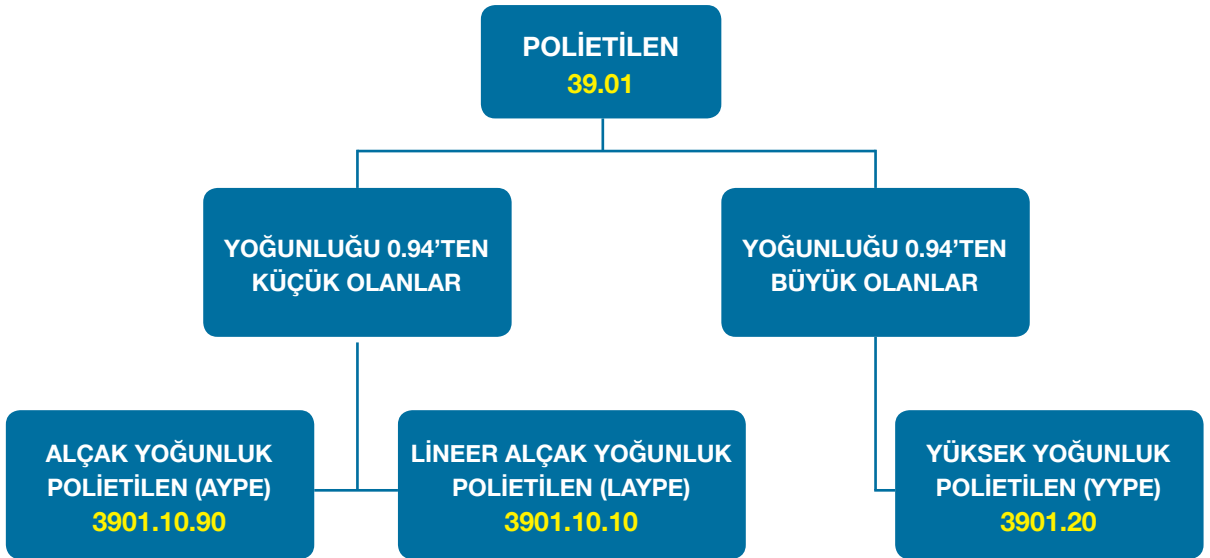 POLİETİLEN
39.01
YOĞUNLUĞU 0.94’TEN
KÜÇÜK OLANLAR
YOĞUNLUĞU 0.94’TEN
BÜYÜK OLANLAR
ALÇAK YOĞUNLUK
POLİETİLEN (AYPE)
3901.10.90
LİNEER ALÇAK YOĞUNLUK
POLİETİLEN (LAYPE)
3901.10.10
YÜKSEK YOĞUNLUK
POLİETİLEN (YYPE)
3901.20